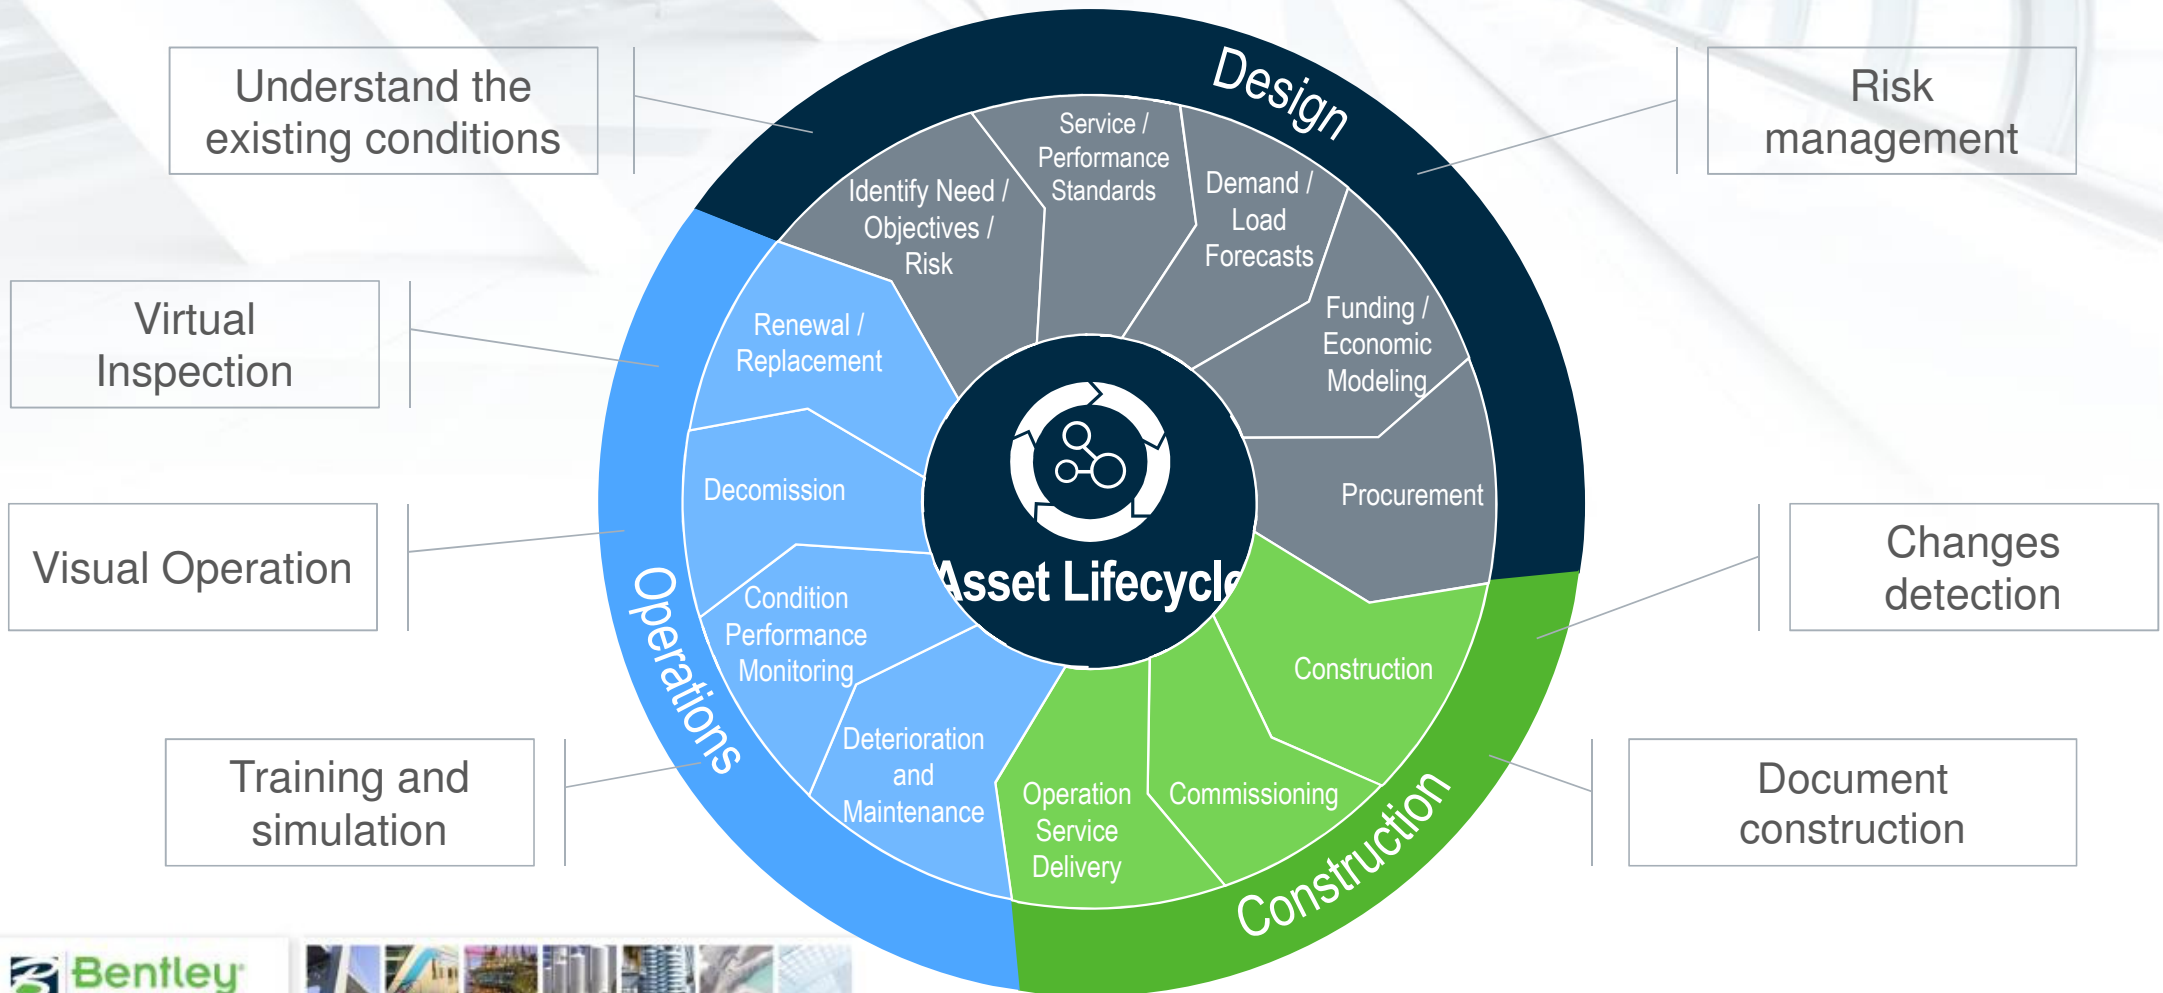 Understand the
existing conditions
Virtual
Inspection
Visual Operation
Training and
simulation
Design
Service /
Performance
Standards
Identify Need /
Objectives /
Risk
Demand /
Load
Forecasts
Funding /
Economic
Modeling
Procurement
Renewal /
Replacement
Decomission
Condition
Performance
Monitoring
Deterioration
and
Maintenance
Operation
Service
Delivery
Commissioning
Construction
Asset Lifecycle
Operations
Construction
Risk
management
Changes
detection
Document
construction
Bentley